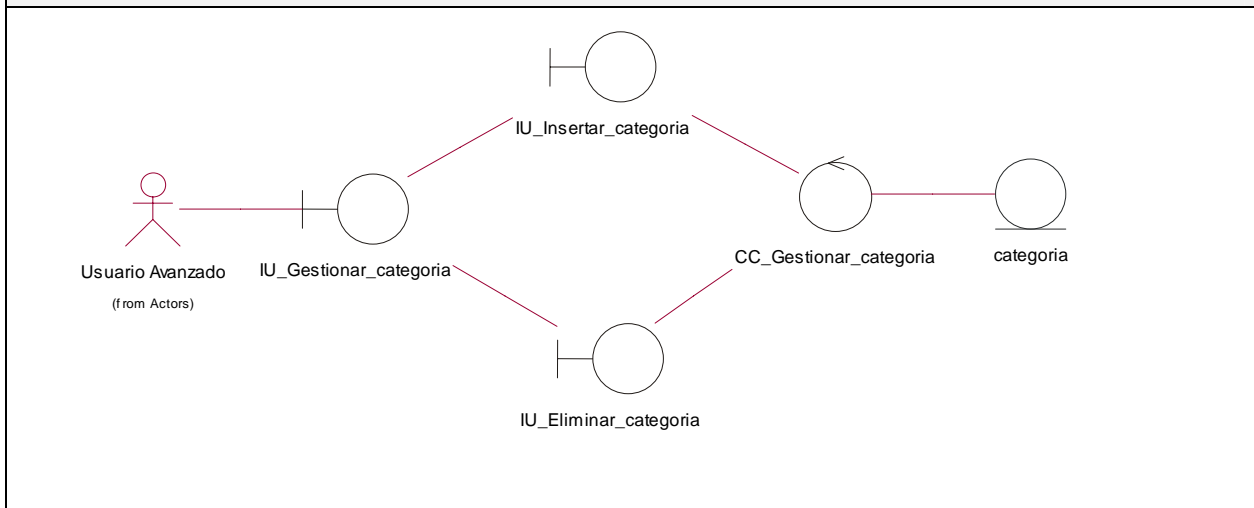 IU_Insertar_categoria
Usuario Avanzado
(from Actors)
IU_Gestionar_categoria
CC_Gestionar_categoria
categoria
IU_Eliminar_categoria